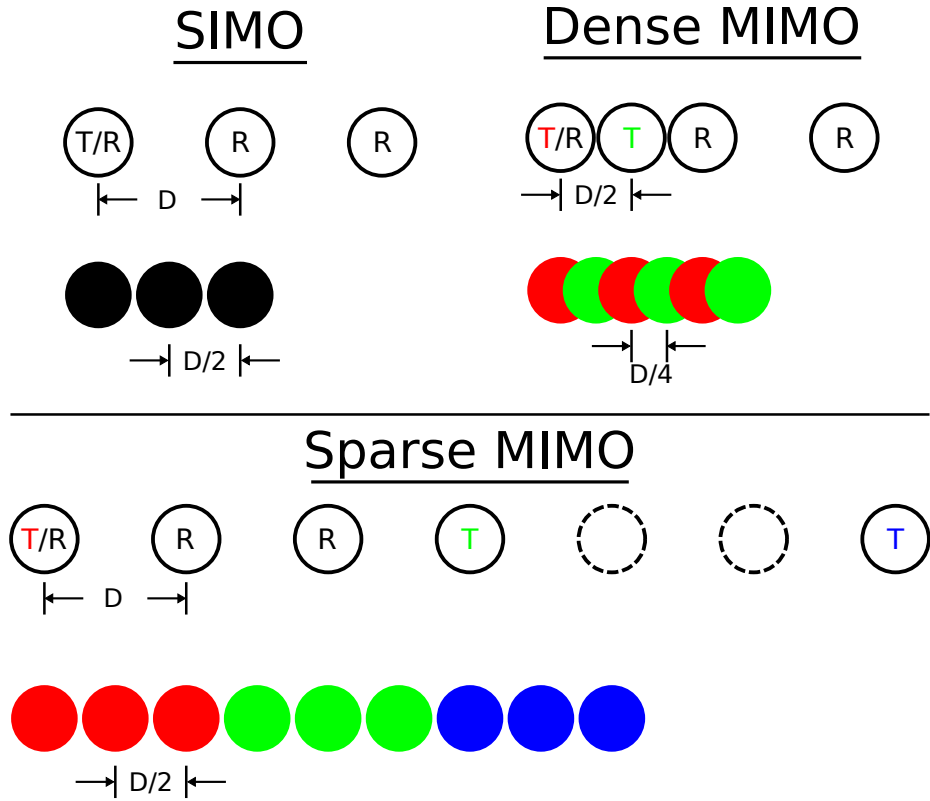 SIMO
T/R R R
D
D/2
Dense MIMO
T/R T R R
D/2
D/4
Sparse MIMO
T/R R R T T
D
D/2